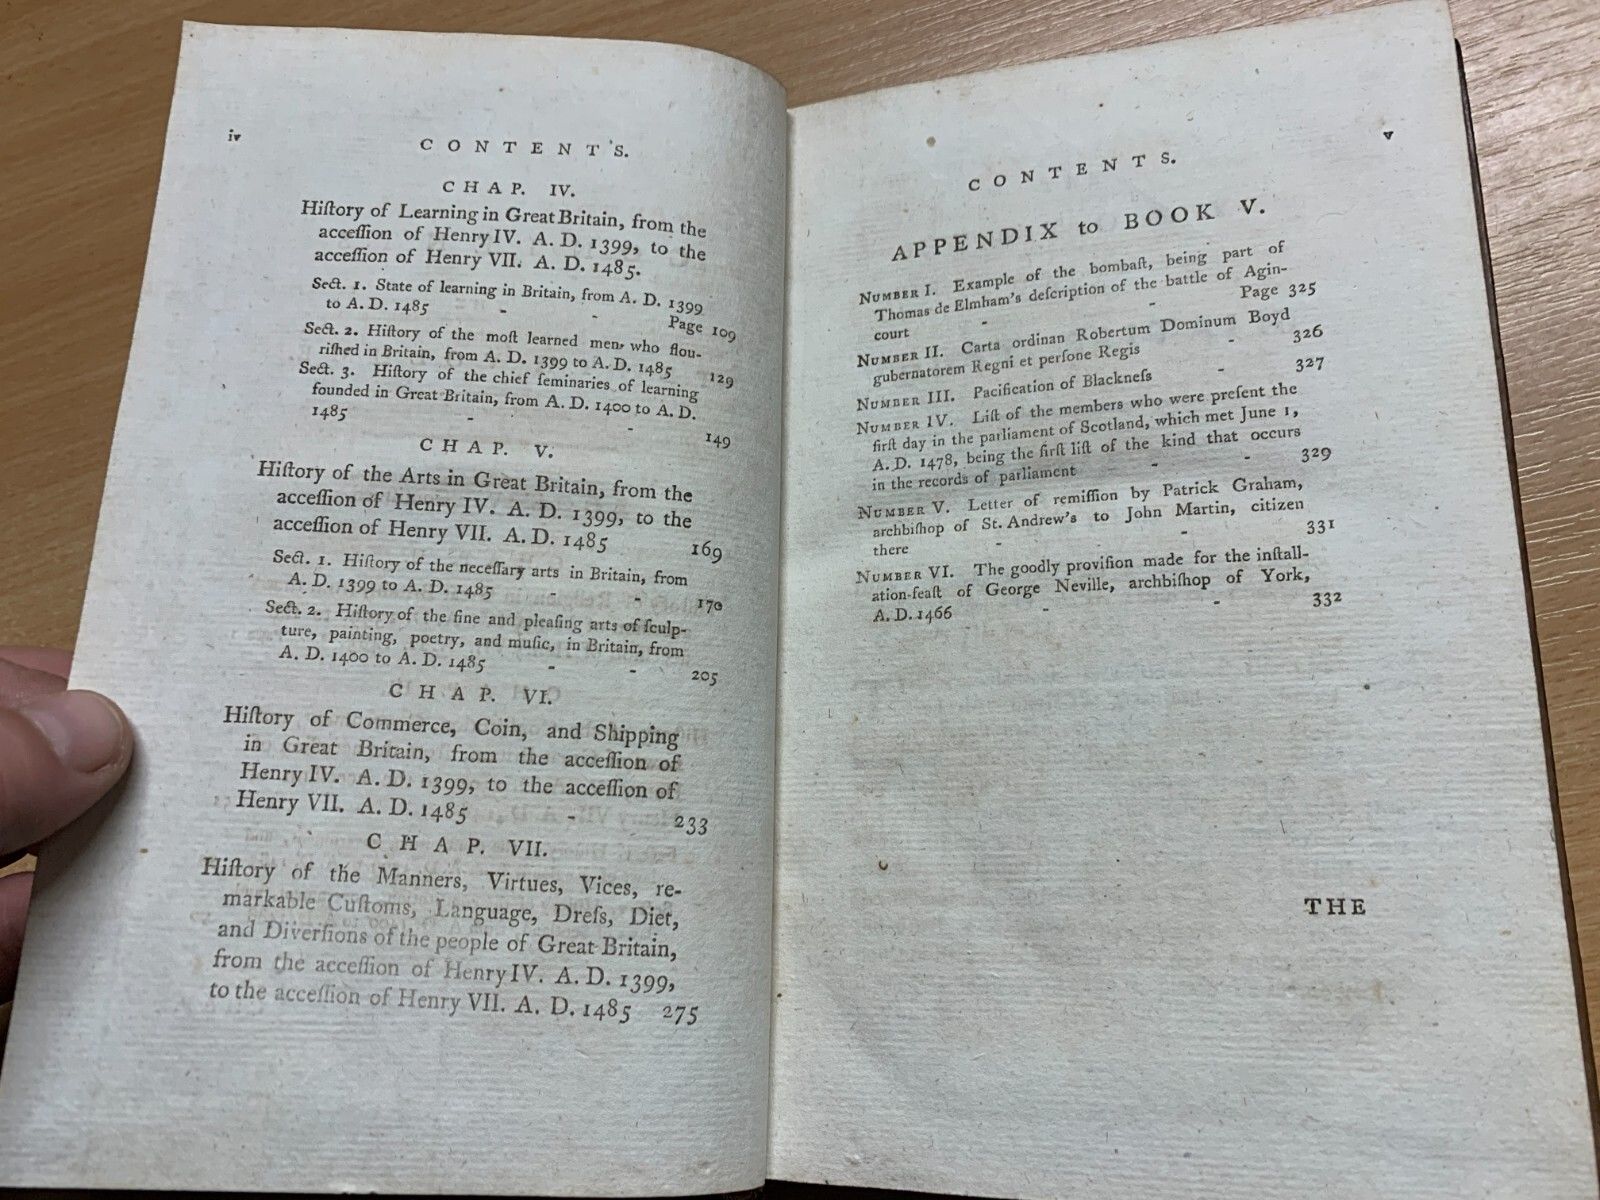 iv
CONTENTS.
CHAP. IV.
Hiſtory of Learning in Great Britain, from the
acceſſion of Henry IV. A. D. 1399, to the
acceſſion of Henry VII. A. D. 1485.
Sect. 1. State of learning in Britain, from A. D. 1399
to A. D. 1485 - - Page 109
Sect. 2. Hiſtory of the moſt learned men, who flou-
riſhed in Britain, from A. D. 1399 to A. D. 1485 129
Sect. 3. Hiſtory of the chief ſeminaries of learning
founded in Great Britain, from A. D. 1400 to A. D.
1485 - - 149
CHAP. V.
Hiſtory of the Arts in Great Britain, from the
acceſſion of Henry IV. A. D. 1399, to the
acceſſion of Henry VII. A. D. 1485 169
Sect. 1. Hiſtory of the neceſſary arts in Britain, from
A. D. 1399 to A. D. 1485 - - 170
Sect. 2. Hiſtory of the fine and pleaſing arts of ſculp-
ture, painting, poetry, and muſic, in Britain, from
A. D. 1400 to A. D. 1485 - - 205
CHAP. VI.
Hiſtory of Commerce, Coin, and Shipping
in Great Britain, from the acceſſion of
Henry IV. A. D. 1399, to the acceſſion of
Henry VII. A. D. 1485 - 233
CHAP. VII.
Hiſtory of the Manners, Virtues, Vices, re-
markable Cuſtoms, Language, Dreſs, Diet,
and Diverſions of the people of Great Britain,
from the acceſſion of Henry IV. A. D. 1399,
to the acceſſion of Henry VII. A. D. 1485 275
v
CONTENTS.
APPENDIX to BOOK V.
NUMBER I. Example of the bombaſt, being part of
Thomas de Elmham's deſcription of the battle of Agin-
court - - Page 325
NUMBER II. Carta ordinan Robertum Dominum Boyd
gubernatorem Regni et perſone Regis - 326
NUMBER III. Pacification of Blackneſs - 327
NUMBER IV. Liſt of the members who were preſent the
firſt day in the parliament of Scotland, which met June 1,
A. D. 1478, being the firſt liſt of the kind that occurs
in the records of parliament - - 329
NUMBER V. Letter of remiſſion by Patrick Graham,
archbiſhop of St. Andrew's to John Martin, citizen
there - - 331
NUMBER VI. The goodly proviſion made for the inſtall-
ation-feaſt of George Neville, archbiſhop of York,
A. D. 1466 - - 332
THE